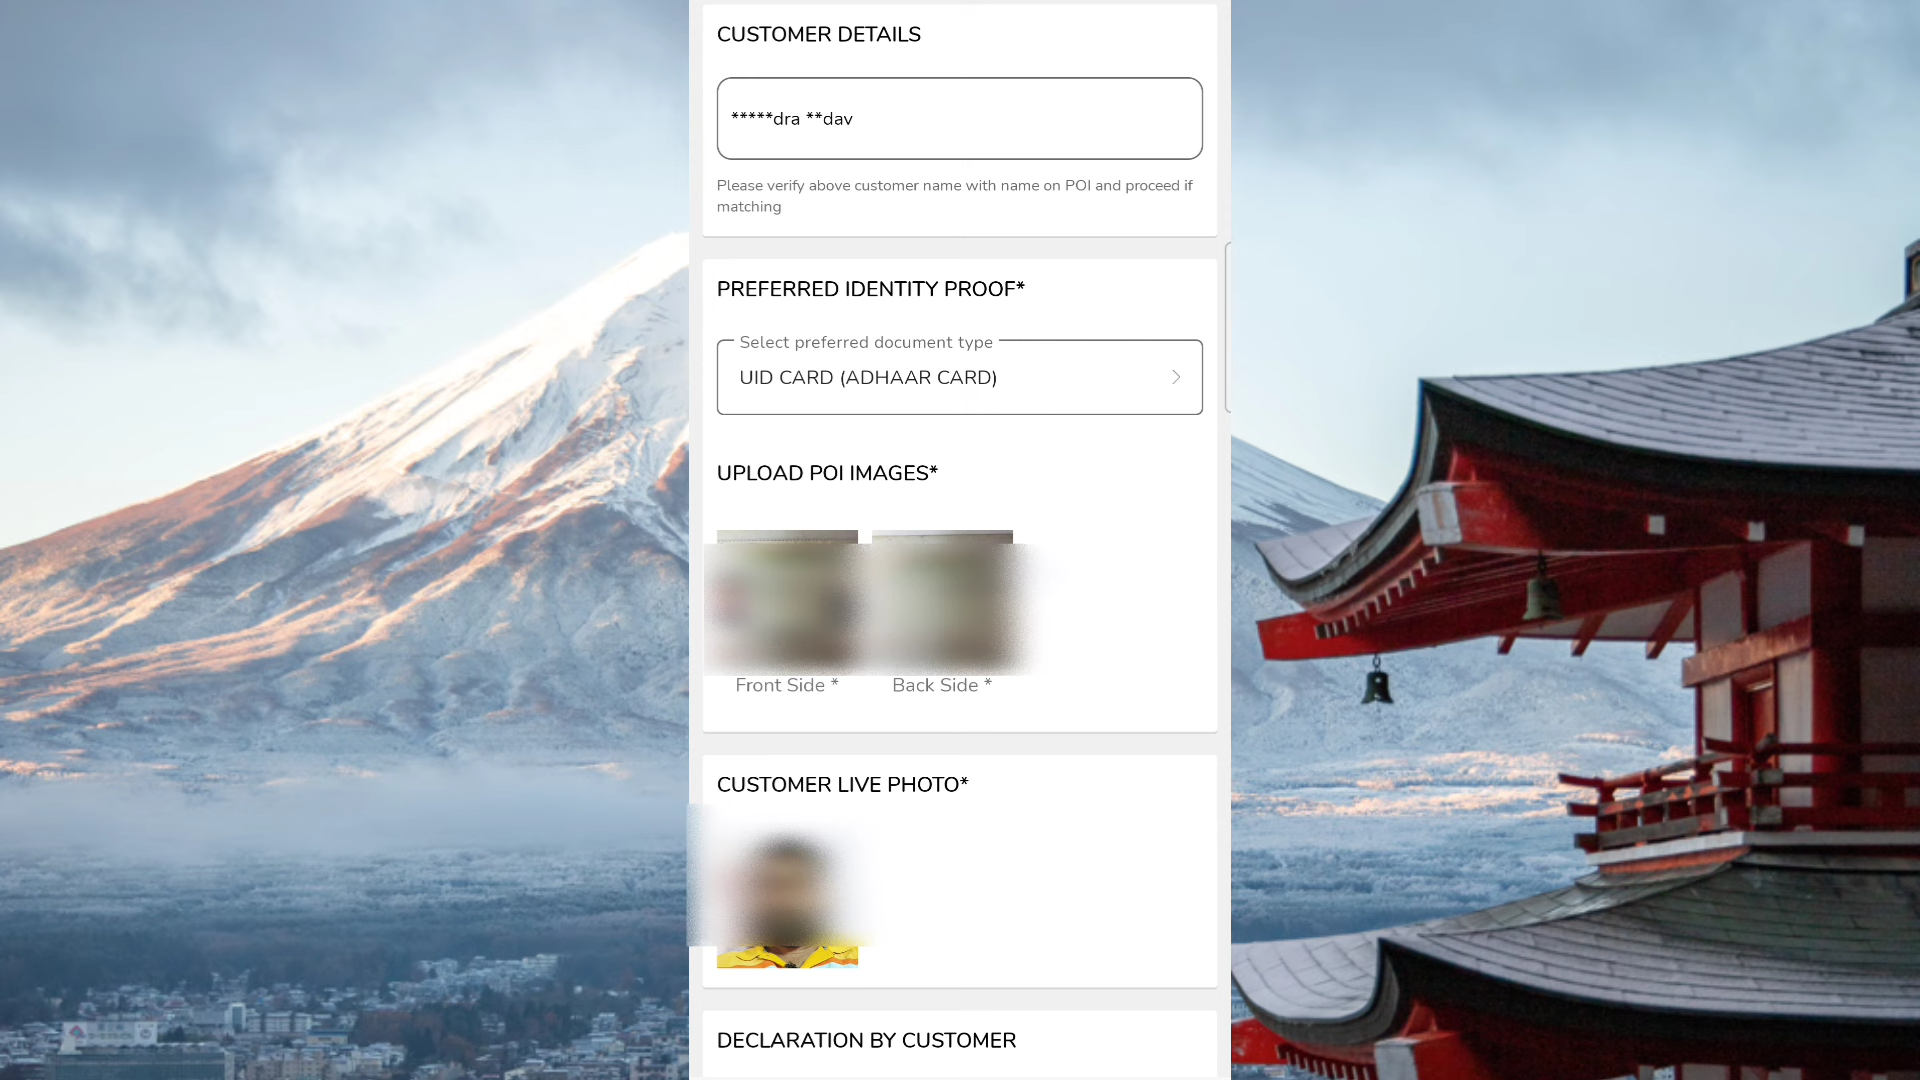 CUSTOMER DETAILS
*****dra **dav
Please verify above customer name with name on POI and proceed if
matching
PREFERRED IDENTITY PROOF*
Select preferred document type
UID CARD (ADHAAR CARD)
UPLOAD POI IMAGES*
Front Side *
Back Side *
CUSTOMER LIVE PHOTO*
DECLARATION BY CUSTOMER